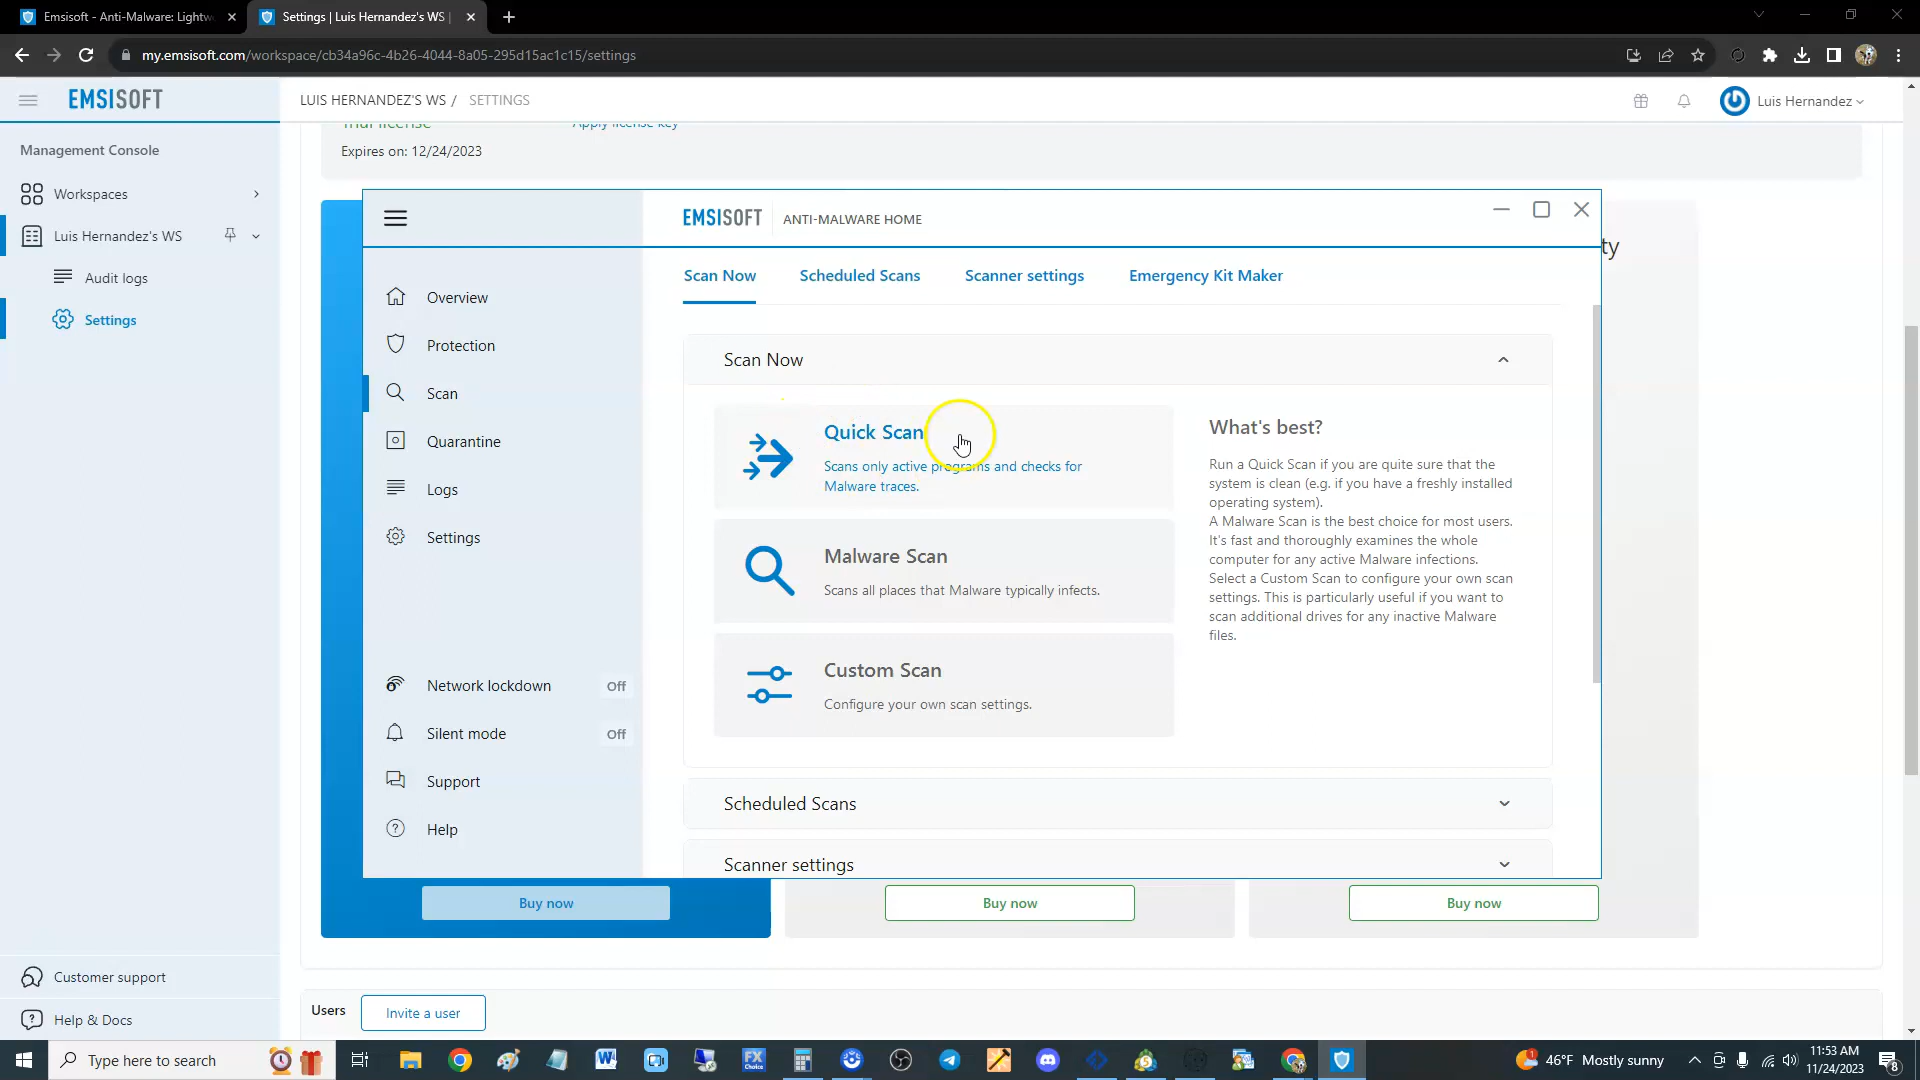 Emsisoft - Anti-Malware: Lightw
Settings | Luis Hernandez's WS |
my.emsisoft.com/workspace/cb34a96c-4b26-4044-8a05-295d15ac1c15/settings
EMSISOFT
LUIS HERNANDEZ'S WS / SETTINGS
Luis Hernandez
Management Console
Workspaces
Luis Hernandez's WS
Audit logs
Settings
Customer support
Help & Docs
Trial license
Apply license key
Expires on: 12/24/2023
ty
EMSISOFT
ANTI-MALWARE HOME
Overview
Protection
Scan
Quarantine
Logs
Settings
Network lockdown Off
Silent mode Off
Support
Help
Scan Now Scheduled Scans Scanner settings Emergency Kit Maker
Scan Now
Quick Scan
Scans only active programs and checks for
Malware traces.
Malware Scan
Scans all places that Malware typically infects.
Custom Scan
Configure your own scan settings.
What's best?
Run a Quick Scan if you are quite sure that the
system is clean (e.g. if you have a freshly installed
operating system).
A Malware Scan is the best choice for most users.
It's fast and thoroughly examines the whole
computer for any active Malware infections.
Select a Custom Scan to configure your own scan
settings. This is particularly useful if you want to
scan additional drives for any inactive Malware
files.
Scheduled Scans
Scanner settings
Buy now
Buy now
Buy now
Users
Invite a user
Type here to search
FX
Choice
46°F Mostly sunny
11:53 AM
11/24/2023
8